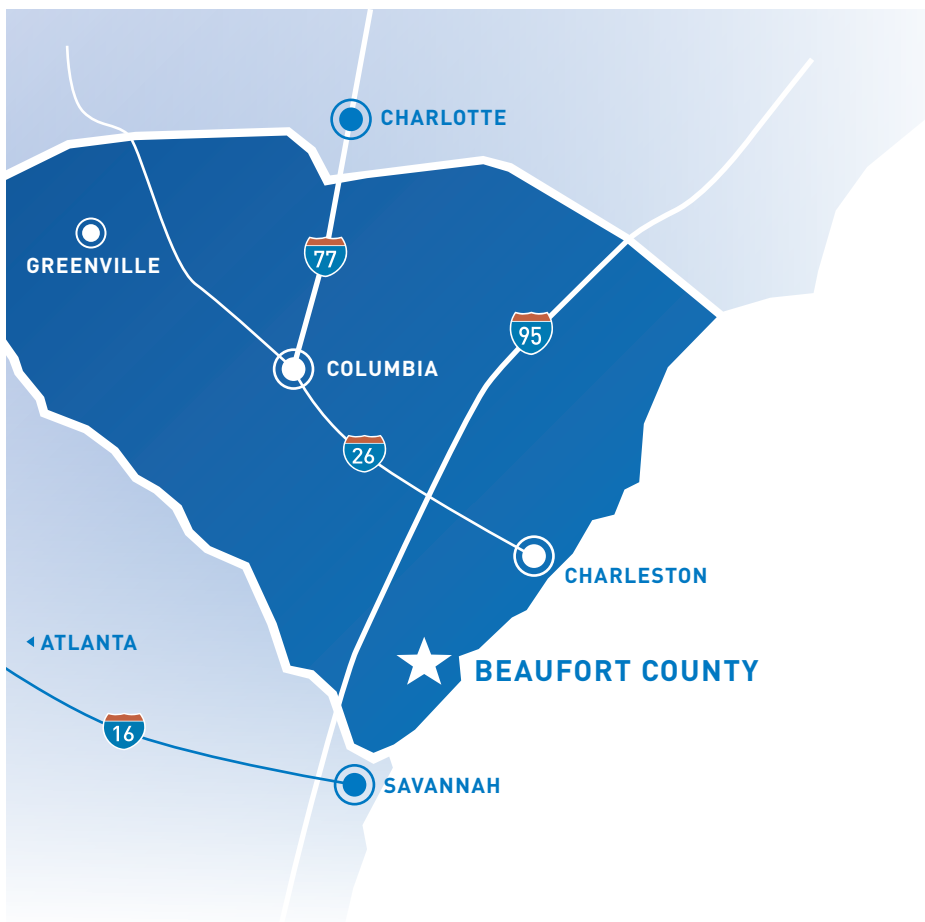 CHARLOTTE
GREENVILLE
77
95
COLUMBIA
26
CHARLESTON
ATLANTA
BEAUFORT COUNTY
16
SAVANNAH